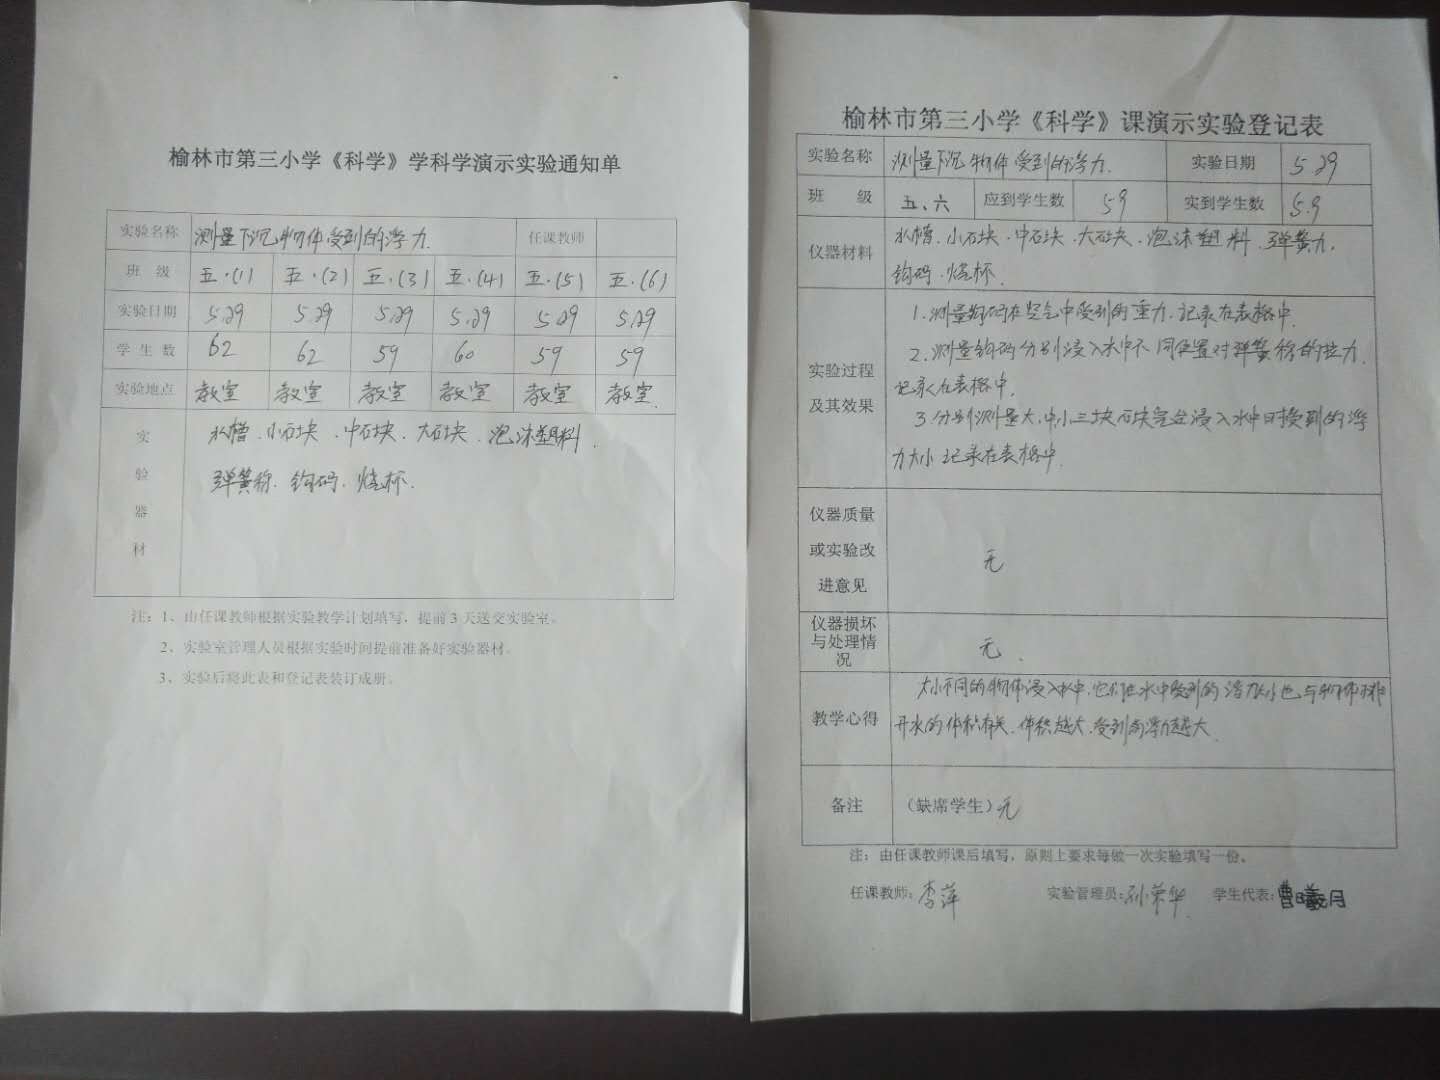 榆林市第三小学《科学》学科学演示实验通知单
实验名称 测量下沉物体受到的浮力. 任课教师
班 级 五.(1) 五.(2) 五.(3) 五.(4) 五.(5) 五.(6)
实验日期 5.29 5.29 5.29 5.29 5.29 5.29
学 生 数 62 62 59 60 59 59
实验地点 教室 教室 教室 教室 教室 教室.
实验器材 水槽.小石块.中石块.大石块.泡沫塑料.
弹簧称.钩码.烧杯.
注:1、由任课教师根据实验教学计划填写,提前3天送交实验室。
2、实验室管理人员根据实验时间提前准备好实验器材。
3、实验后将此表和登记表装订成册。
榆林市第三小学《科学》课演示实验登记表
实验名称 测量下沉物体受到的浮力. 实验日期 5.29
班 级 五、六 应到学生数 59 实到学生数 5.9
仪器材料 水槽.小石块.中石块.大石块.泡沫塑料.弹簧力.
钩码.烧杯.
实验过程及其效果 1.测量钩码在空气中受到的重力.记录在表格中.
2.测量钩码分别浸入水中不同位置对弹簧称的拉力.
记录在表格中.
3.分别测量大.中.小三块石块完全浸入水中时受到的浮
力大小记录在表格中.
仪器质量或实验改进意见 无
仪器损坏与处理情况 无.
教学心得 大小不同的物体浸入水中.它们在水中受到的浮力大小也与物体排
开水的体积有关.体积越大.受到的浮力越大.
备注 (缺席学生)无
注:由任课教师课后填写,原则上要求每做一次实验填写一份。
任课教师:李萍 实验管理员:孙荣华 学生代表:曹曦月